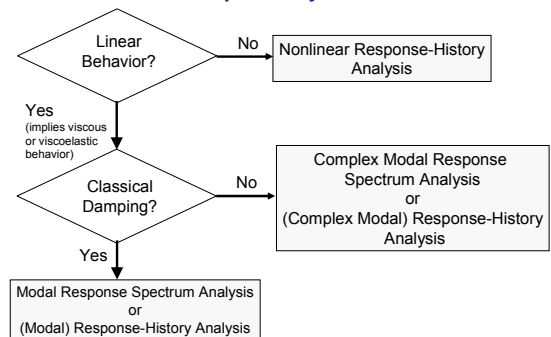 Linear
Behavior?
No
Nonlinear Response-History
Analysis
Yes
(implies viscous
or viscoelastic
behavior)
Classical
Damping?
No
Complex Modal Response
Spectrum Analysis
or
(Complex Modal) Response-History
Analysis
Yes
Modal Response Spectrum Analysis
or
(Modal) Response-History Analysis